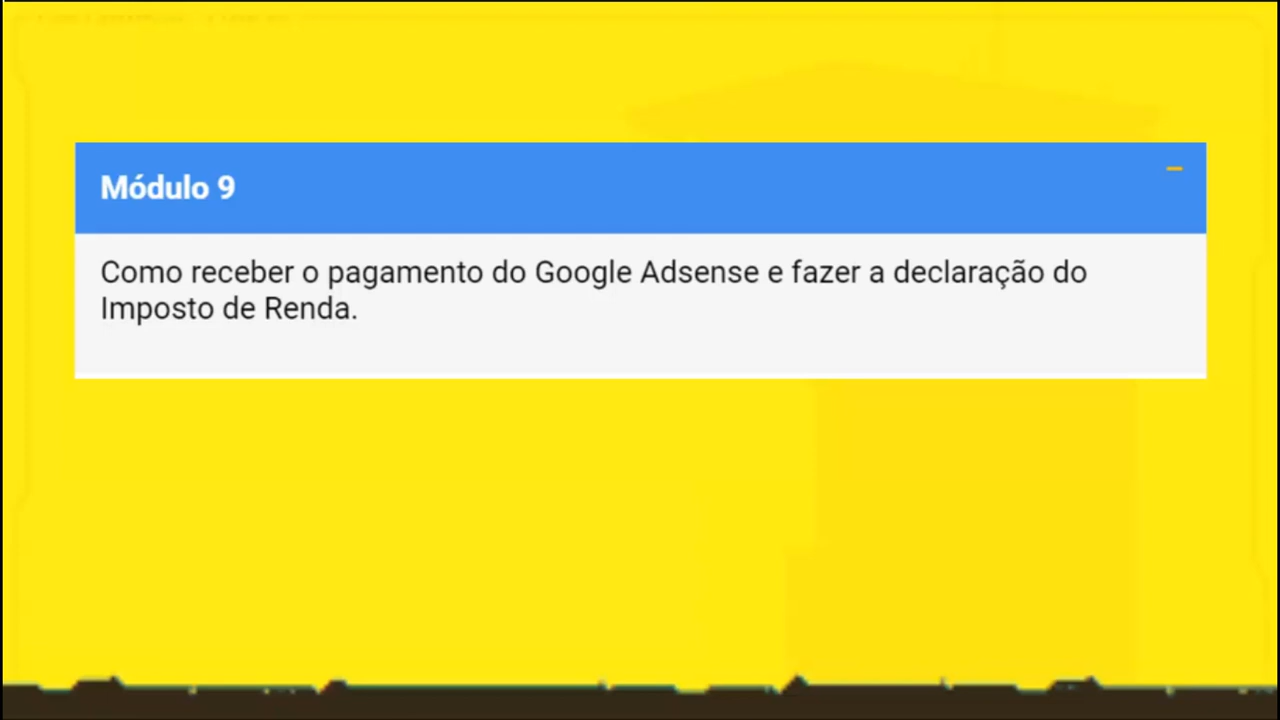 Módulo 9
Como receber o pagamento do Google Adsense e fazer a declaração do
Imposto de Renda.